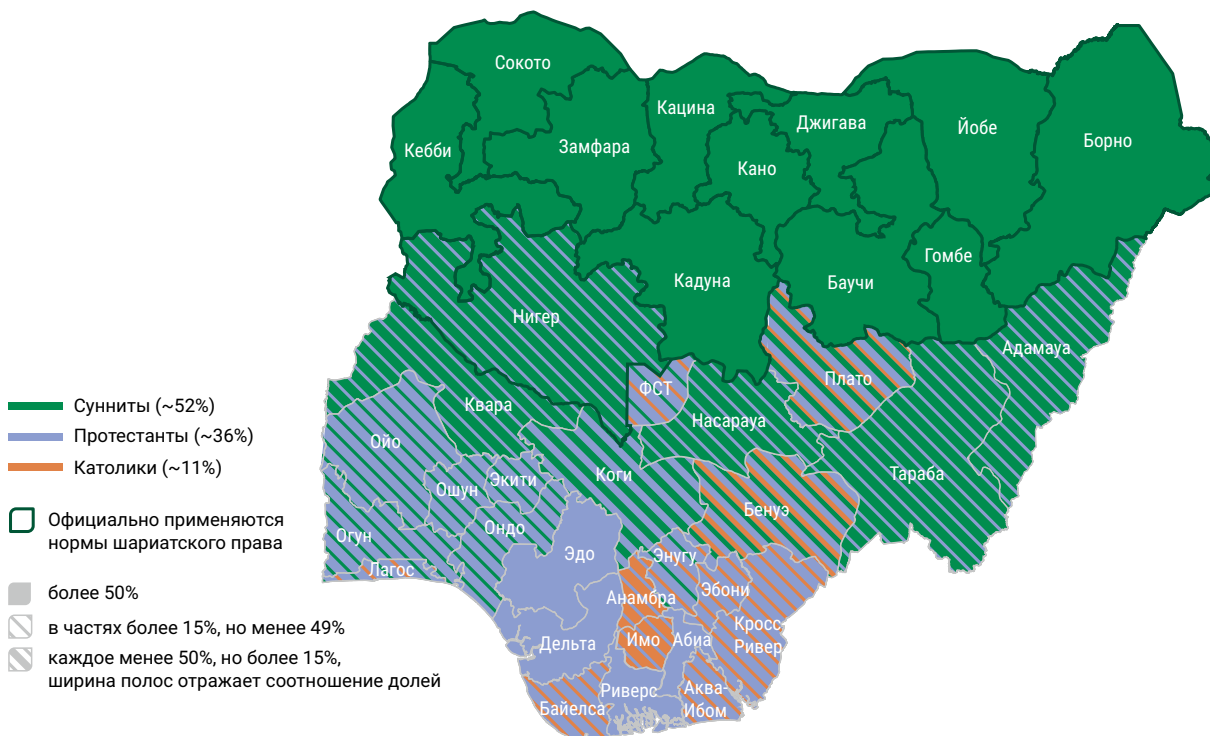 Сокото
Кацина
Джигава
Йобе
Борно
Кебби
Замфара
Кано
Гомбе
Кадуна
Баучи
Нигер
Адамауа
ФСТ
Плато
Квара
Насарауа
Ойо
Коги
Тараба
Ошун
Экити
Бенуэ
Огун
Ондо
Эдо
Энугу
Лагос
Анамбра
Эбони
Кросс-
Ривер
Дельта
Имо
Абиа
Риверс
Аква-
Ибом
Байелса
Сунниты (~52%)
Протестанты (~36%)
Католики (~11%)
Официально применяются
нормы шариатского права
более 50%
в частях более 15%, но менее 49%
каждое менее 50%, но более 15%,
ширина полос отражает соотношение долей